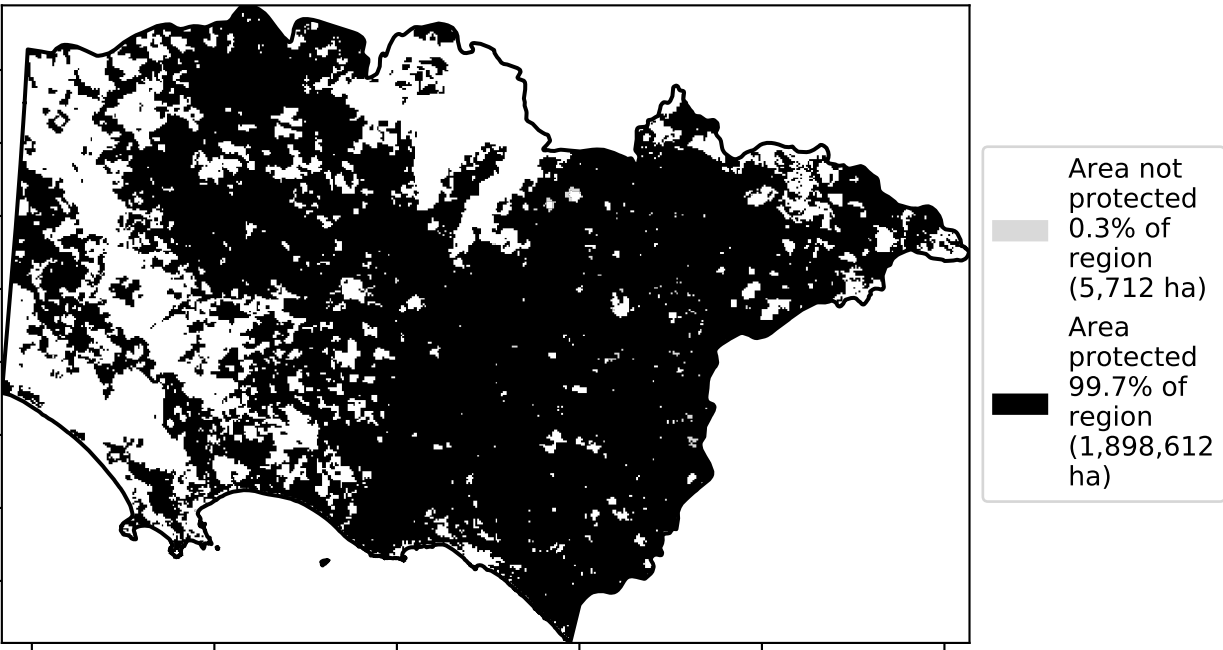 Area not
protected
0.3% of
region
(5,712 ha)
Area
protected
99.7% of
region
(1,898,612
ha)